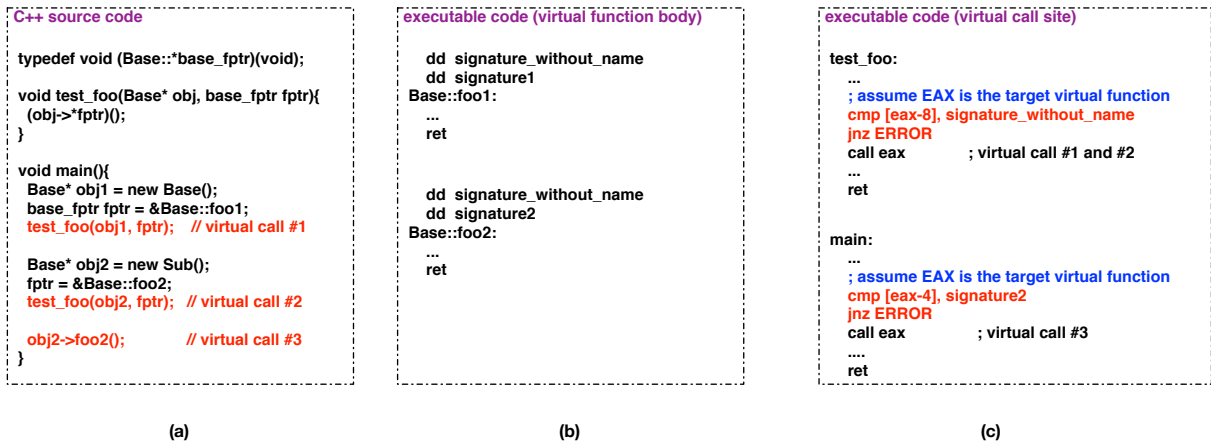 C++ source code
typedef void (Base::*base_fptr)(void);
void test_foo(Base* obj, base_fptr fptr){
(obj->*fptr)();
}
void main(){
Base* obj1 = new Base();
base_fptr fptr = &Base::foo1;
test_foo(obj1, fptr); // virtual call #1
Base* obj2 = new Sub();
fptr = &Base::foo2;
test_foo(obj2, fptr); // virtual call #2
obj2->foo2(); // virtual call #3
}
(a)
executable code (virtual function body)
dd signature_without_name
dd signature1
Base::foo1:
...
ret
dd signature_without_name
dd signature2
Base::foo2:
...
ret
(b)
executable code (virtual call site)
test_foo:
...
; assume EAX is the target virtual function
cmp [eax-8], signature_without_name
jnz ERROR
call eax ; virtual call #1 and #2
...
ret
main:
...
; assume EAX is the target virtual function
cmp [eax-4], signature2
jnz ERROR
call eax ; virtual call #3
....
ret
(c)